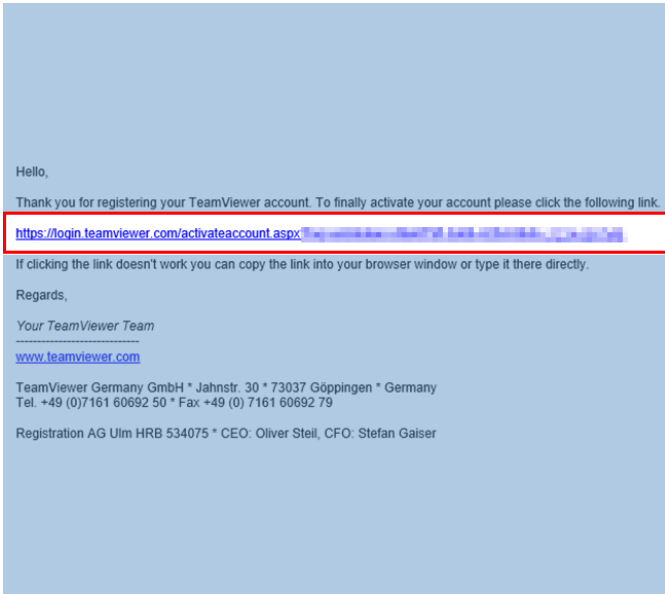 Hello,
Thank you for registering your TeamViewer account. To finally activate your account please click the following link.
https://login.teamviewer.com/activateaccount.aspx
If clicking the link doesn't work you can copy the link into your browser window or type it there directly.
Regards,
Your TeamViewer Team
-----------------------------
www.teamviewer.com
TeamViewer Germany GmbH * Jahnstr. 30 * 73037 Göppingen * Germany
Tel. +49 (0)7161 60692 50 * Fax +49 (0) 7161 60692 79
Registration AG Ulm HRB 534075 * CEO: Oliver Steil, CFO: Stefan Gaiser